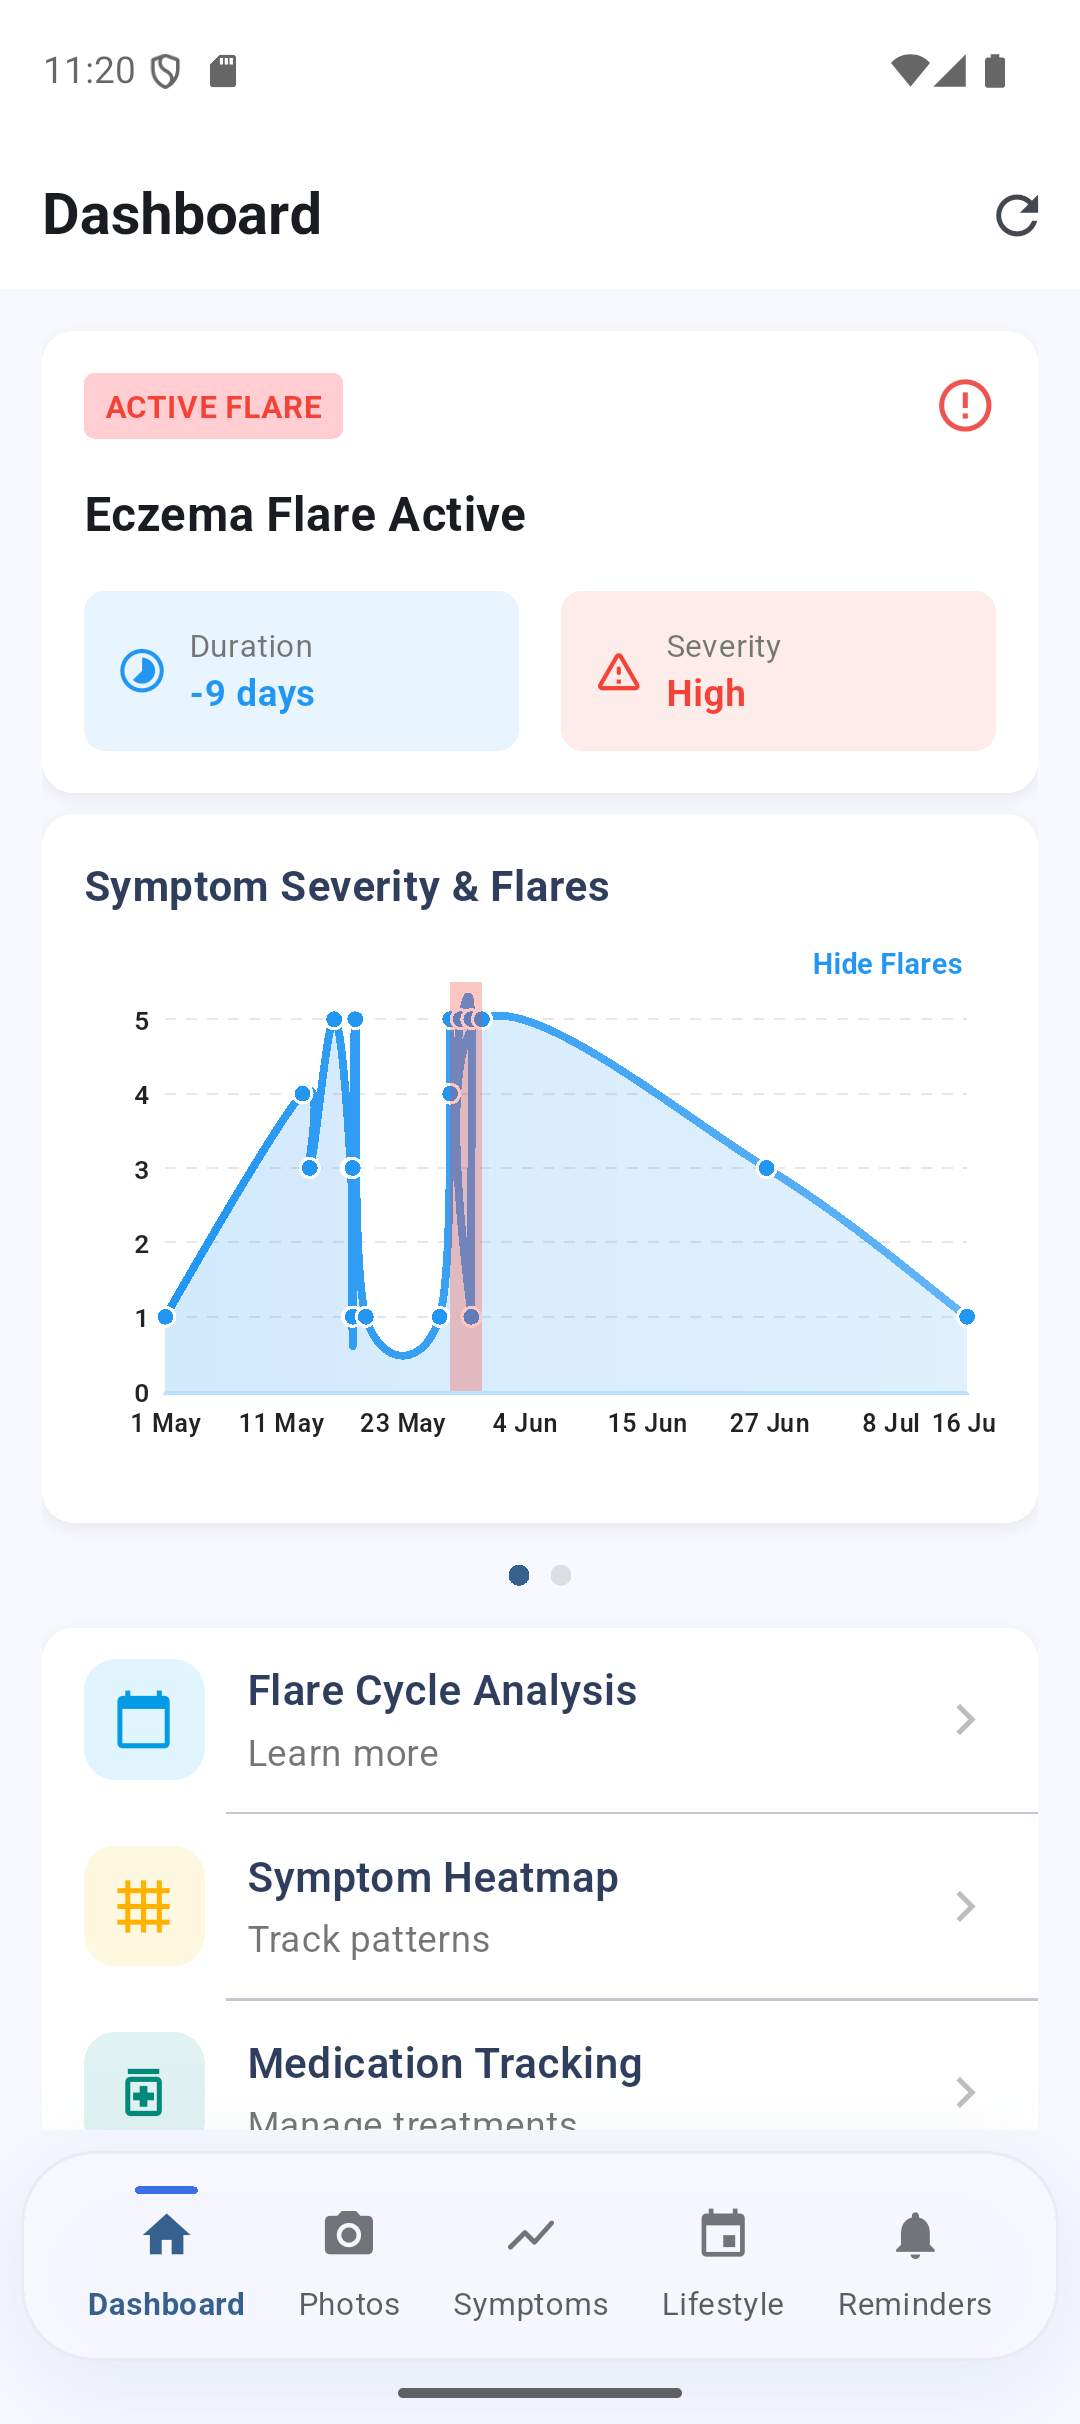 11:20
Dashboard
ACTIVE FLARE
Eczema Flare Active
Duration
-9 days
Severity
High
Symptom Severity & Flares
Hide Flares
5
4
3
2
1
0
1 May 11 May 23 May 4 Jun 15 Jun 27 Jun 8 Jul 16 Ju
Flare Cycle Analysis
Learn more
Symptom Heatmap
Track patterns
Medication Tracking
Manage treatments
Dashboard Photos Symptoms Lifestyle Reminders